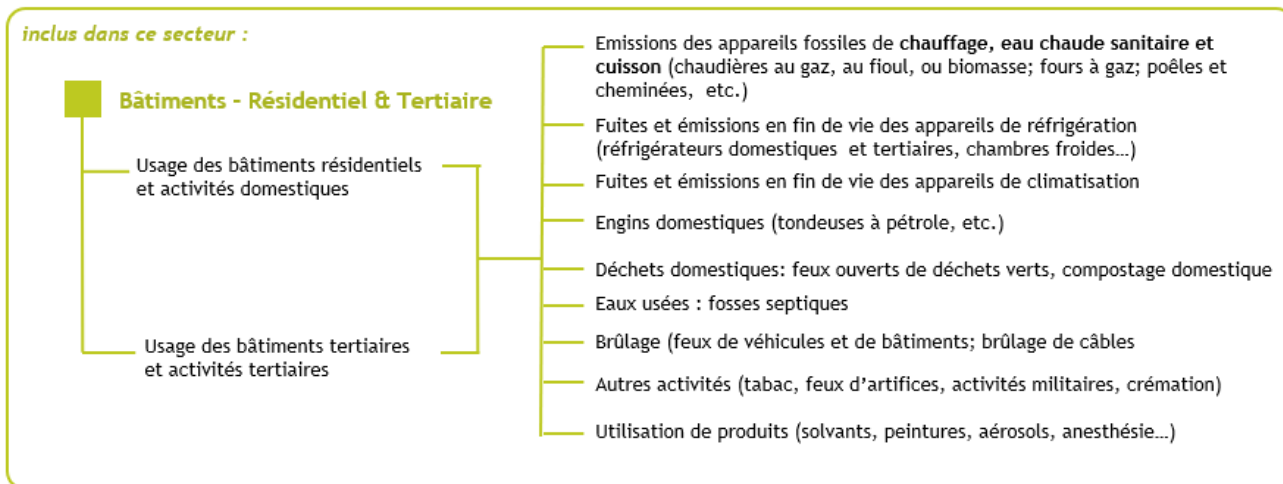 inclus dans ce secteur :
Bâtiments - Résidentiel & Tertiaire
Usage des bâtiments résidentiels
et activités domestiques
Usage des bâtiments tertiaires
et activités tertiaires
Emissions des appareils fossiles de chauffage, eau chaude sanitaire et
cuisson (chaudières au gaz, au fioul, ou biomasse; fours à gaz; poêles et
cheminées, etc.)
Fuites et émissions en fin de vie des appareils de réfrigération
(réfrigérateurs domestiques et tertiaires, chambres froides…)
Fuites et émissions en fin de vie des appareils de climatisation
Engins domestiques (tondeuses à pétrole, etc.)
Déchets domestiques: feux ouverts de déchets verts, compostage domestique
Eaux usées : fosses septiques
Brûlage (feux de véhicules et de bâtiments; brûlage de câbles
Autres activités (tabac, feux d'artifices, activités militaires, crémation)
Utilisation de produits (solvants, peintures, aérosols, anesthésie…)